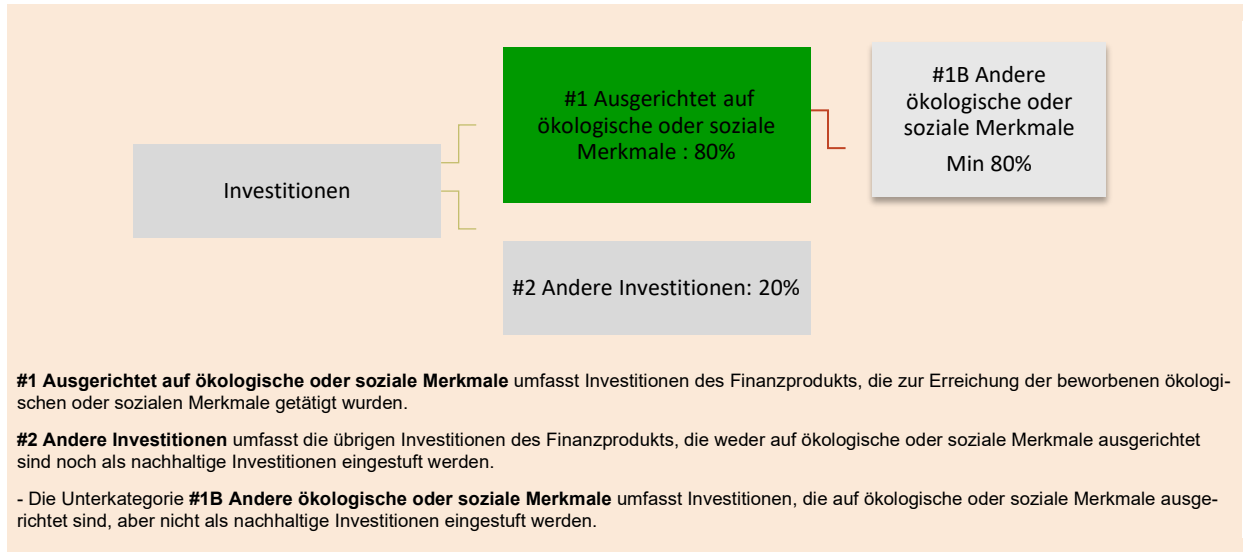 Investitionen
#1 Ausgerichtet auf
ökologische oder soziale
Merkmale : 80%
#1B Andere
ökologische oder
soziale Merkmale
Min 80%
#2 Andere Investitionen: 20%
#1 Ausgerichtet auf ökologische oder soziale Merkmale umfasst Investitionen des Finanzprodukts, die zur Erreichung der beworbenen ökologi-
schen oder sozialen Merkmale getätigt wurden.
#2 Andere Investitionen umfasst die übrigen Investitionen des Finanzprodukts, die weder auf ökologische oder soziale Merkmale ausgerichtet
sind noch als nachhaltige Investitionen eingestuft werden.
- Die Unterkategorie #1B Andere ökologische oder soziale Merkmale umfasst Investitionen, die auf ökologische oder soziale Merkmale ausge-
richtet sind, aber nicht als nachhaltige Investitionen eingestuft werden.